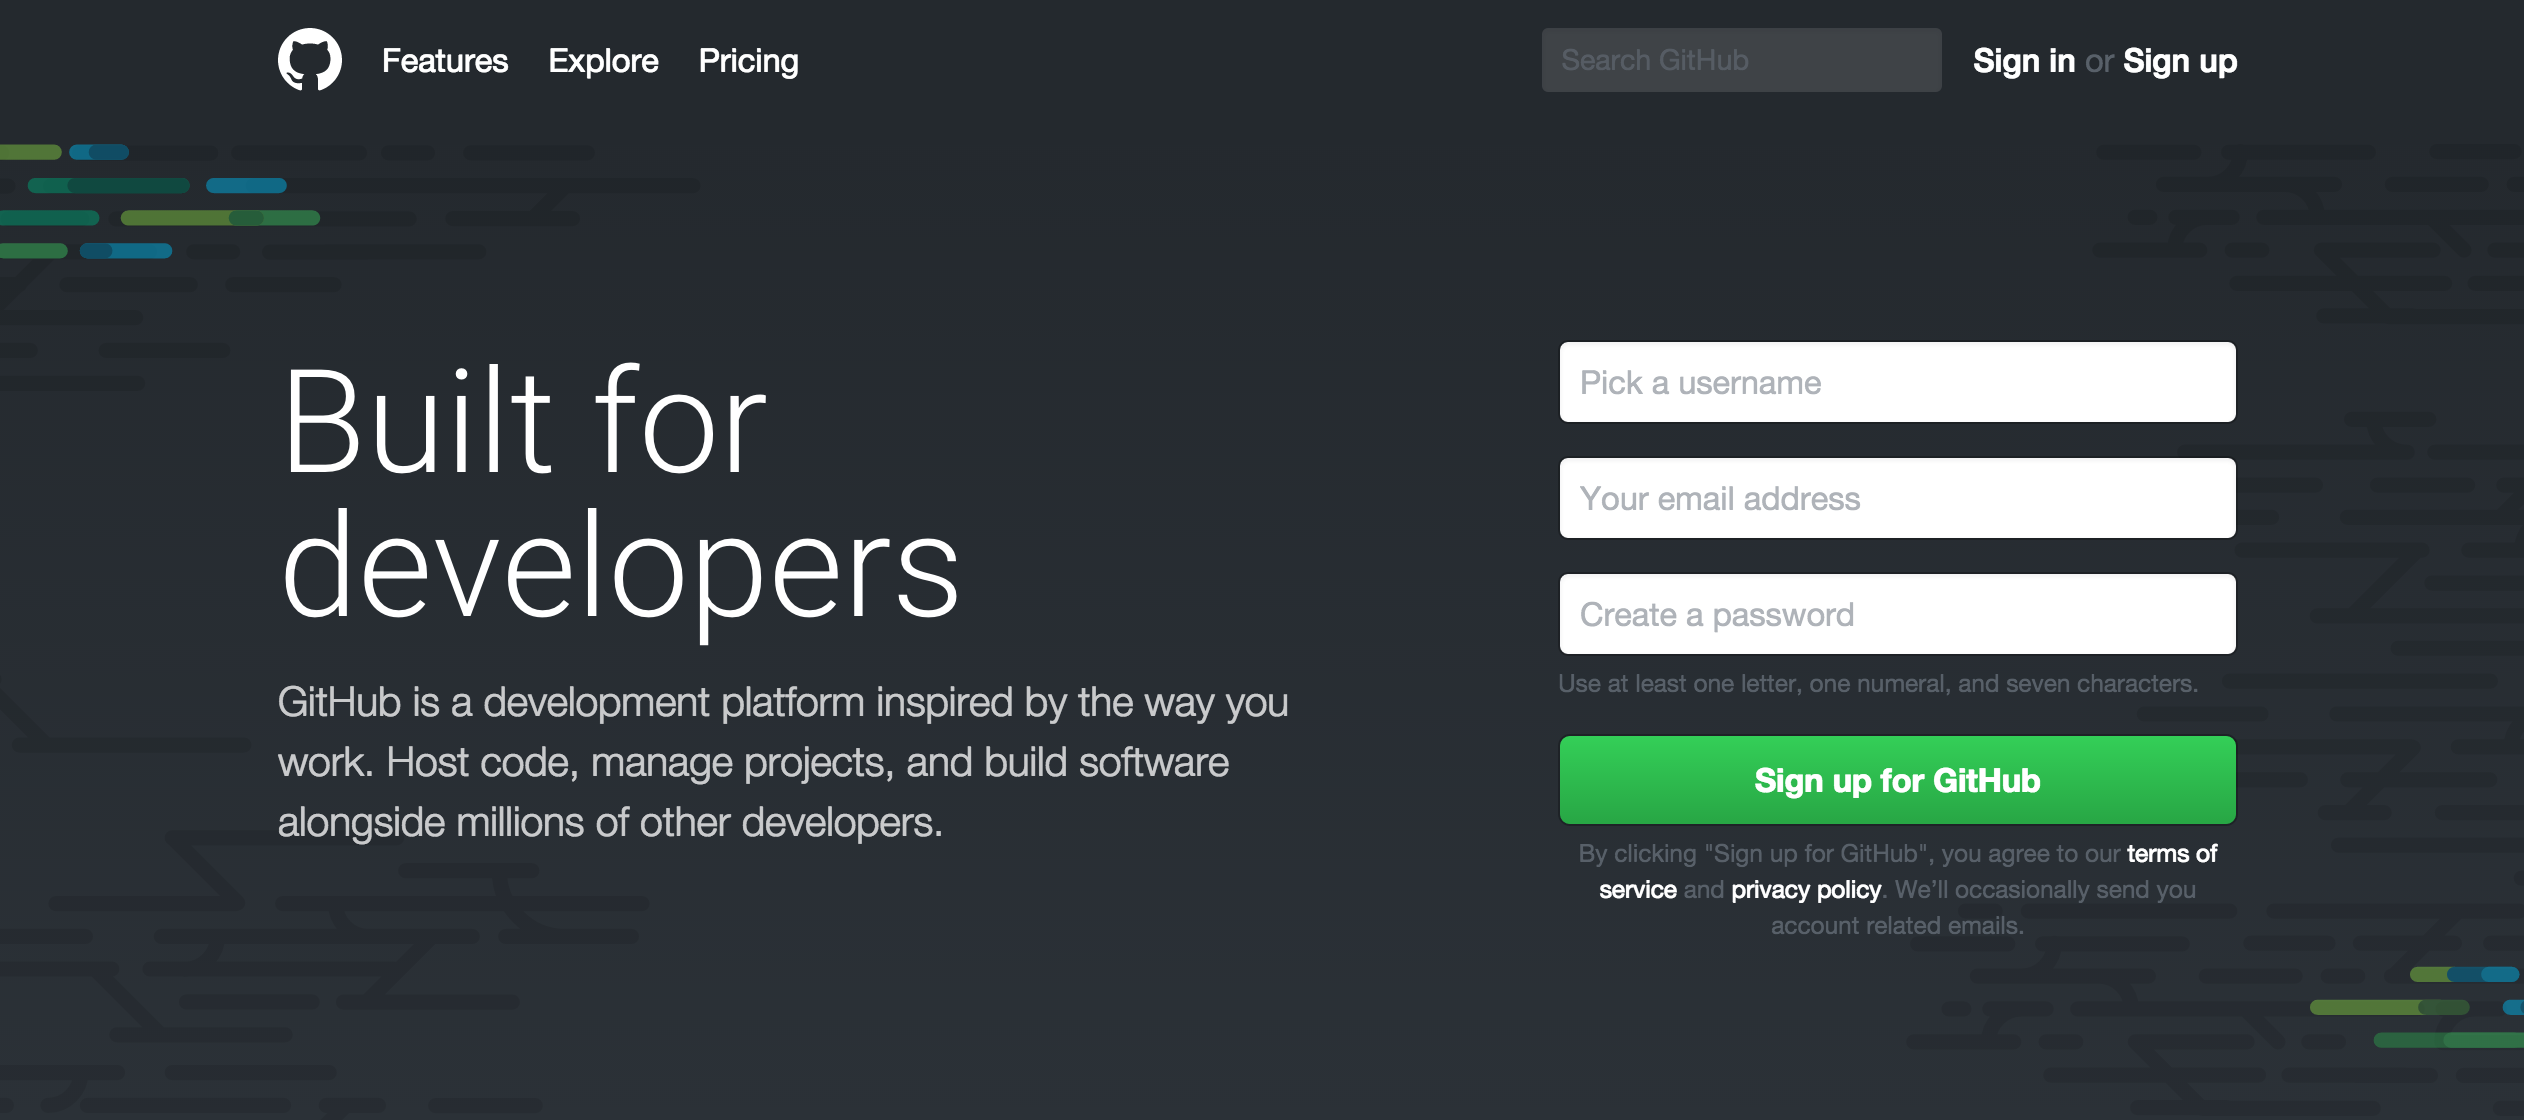 Features Explore Pricing
Search GitHub
Sign in or Sign up
Built for
developers
GitHub is a development platform inspired by the way you
work. Host code, manage projects, and build software
alongside millions of other developers.
Pick a username
Your email address
Create a password
Use at least one letter, one numeral, and seven characters.
Sign up for GitHub
By clicking "Sign up for GitHub", you agree to our terms of
service and privacy policy. We’ll occasionally send you
account related emails.